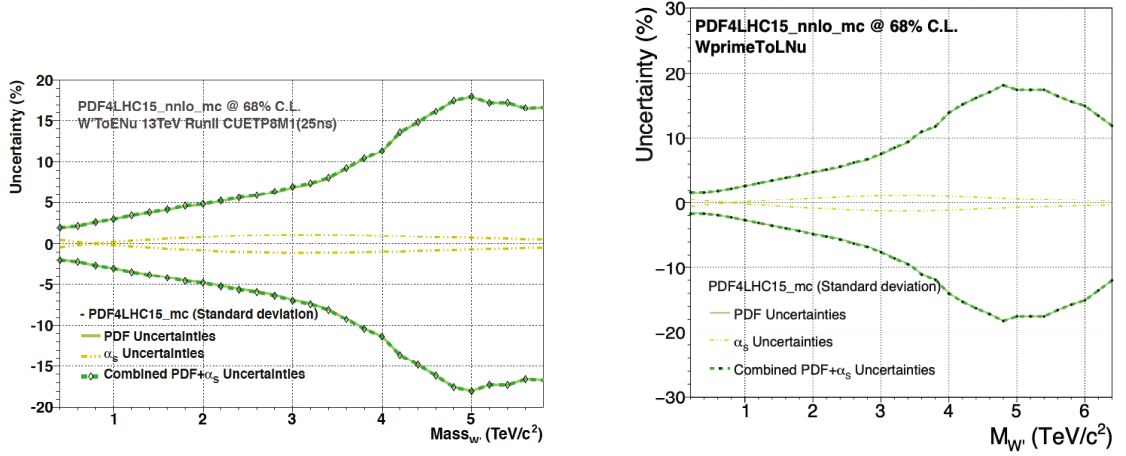 Uncertainty (%)
20
15
10
5
0
-5
-10
-15
-20
PDF4LHC15_nnlo_mc @ 68% C.L.
W'ToENu 13TeV RunII CUETP8M1(25ns)
- PDF4LHC15_mc (Standard deviation)
PDF Uncertainties
αs Uncertainties
Combined PDF+αs Uncertainties
1 2 3 4 5
Mass_W' (TeV/c²)
Uncertainty (%)
30
20
10
0
−10
−20
−30
PDF4LHC15_nnlo_mc @ 68% C.L.
WprimeToLNu
PDF4LHC15_mc (Standard deviation)
PDF Uncertainties
αs Uncertainties
Combined PDF+αs Uncertainties
1 2 3 4 5 6
M_W' (TeV/c²)